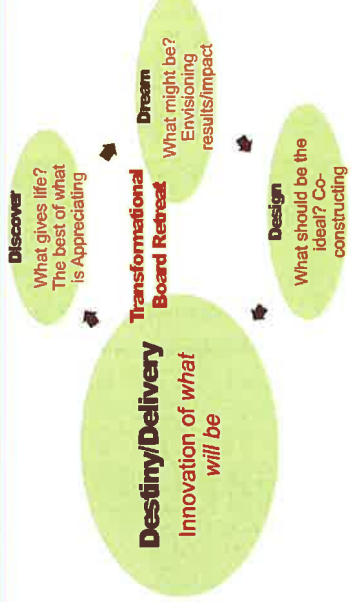 Discover
What gives life?
The best of what
is Appreciating
Dream
What might be?
Envisioning
results/impact
Transformational
Board Retreat
Design
What should be the
ideal? Co-
constructing
Destiny/Delivery
Innovation of what
will be